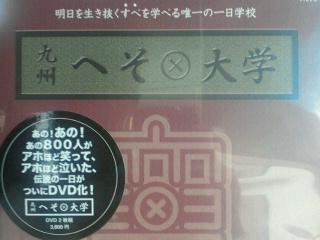 明日を生き抜くすべを学べる唯一の一日学校
九州 へそ⊗大学
あの!あの!
あの800人が
アホほど笑って、
アホほど泣いた、
伝説の一日が
ついにDVD化!
九州 へそ⊗大学
DVD 2枚組
3,800円